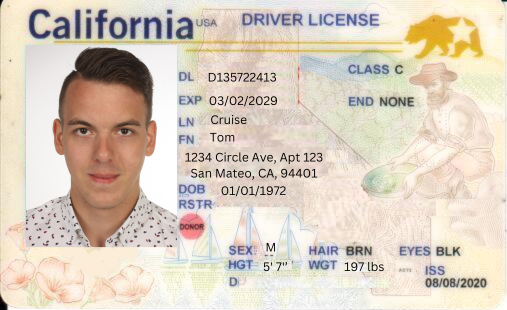 California USA DRIVER LICENSE
DL D135722413 CLASS C
EXP 03/02/2029 END NONE
LN Cruise
FN Tom
1234 Circle Ave, Apt 123
San Mateo, CA, 94401
DOB 01/01/1972
RSTR
DONOR
SEX M HAIR BRN EYES BLK
HGT 5' 7" WGT 197 lbs ISS
D 08/08/2020